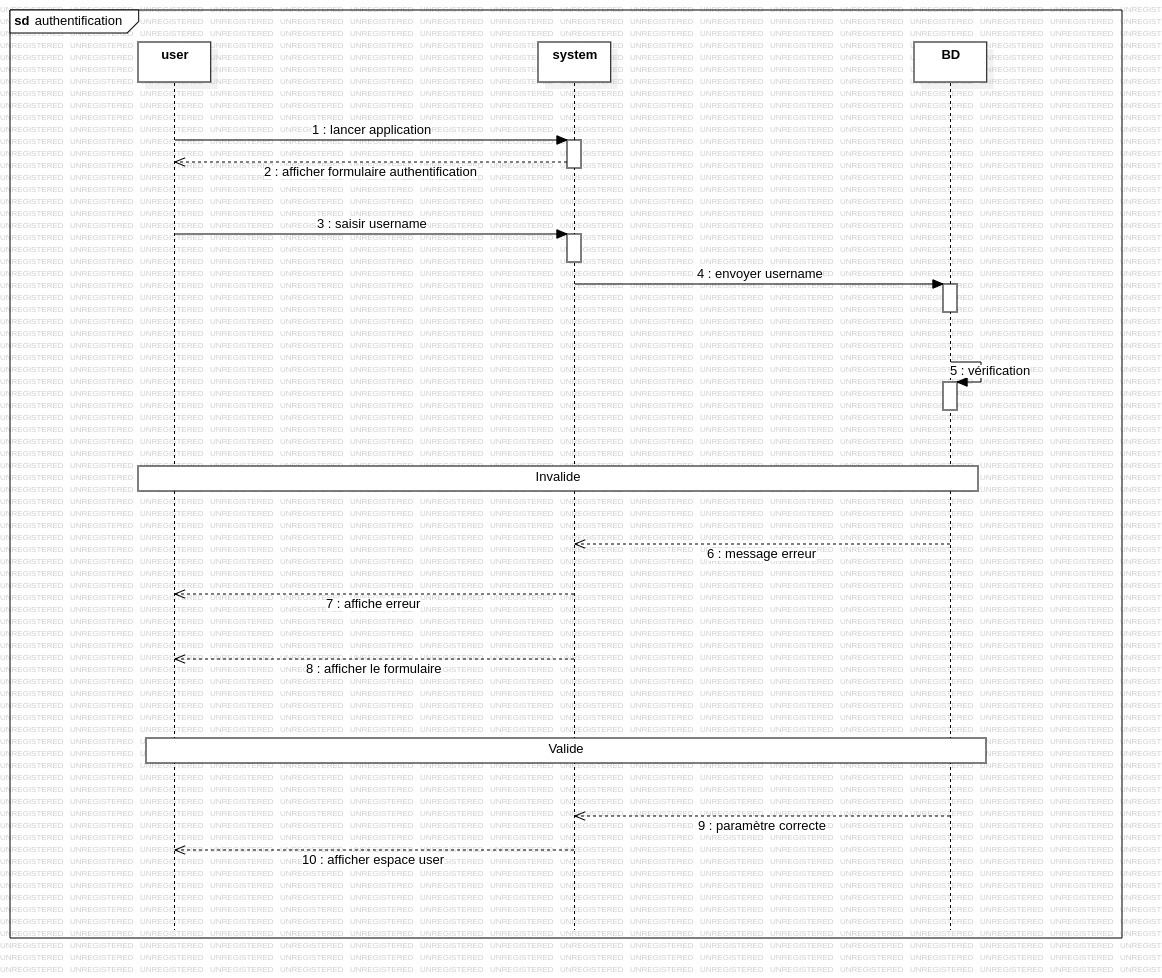 sd authentification
user
system
BD
1 : lancer application
2 : afficher formulaire authentification
3 : saisir username
4 : envoyer username
5 : vérification
Invalide
6 : message erreur
7 : affiche erreur
8 : afficher le formulaire
Valide
9 : paramètre correcte
10 : afficher espace user
UNREGISTERED